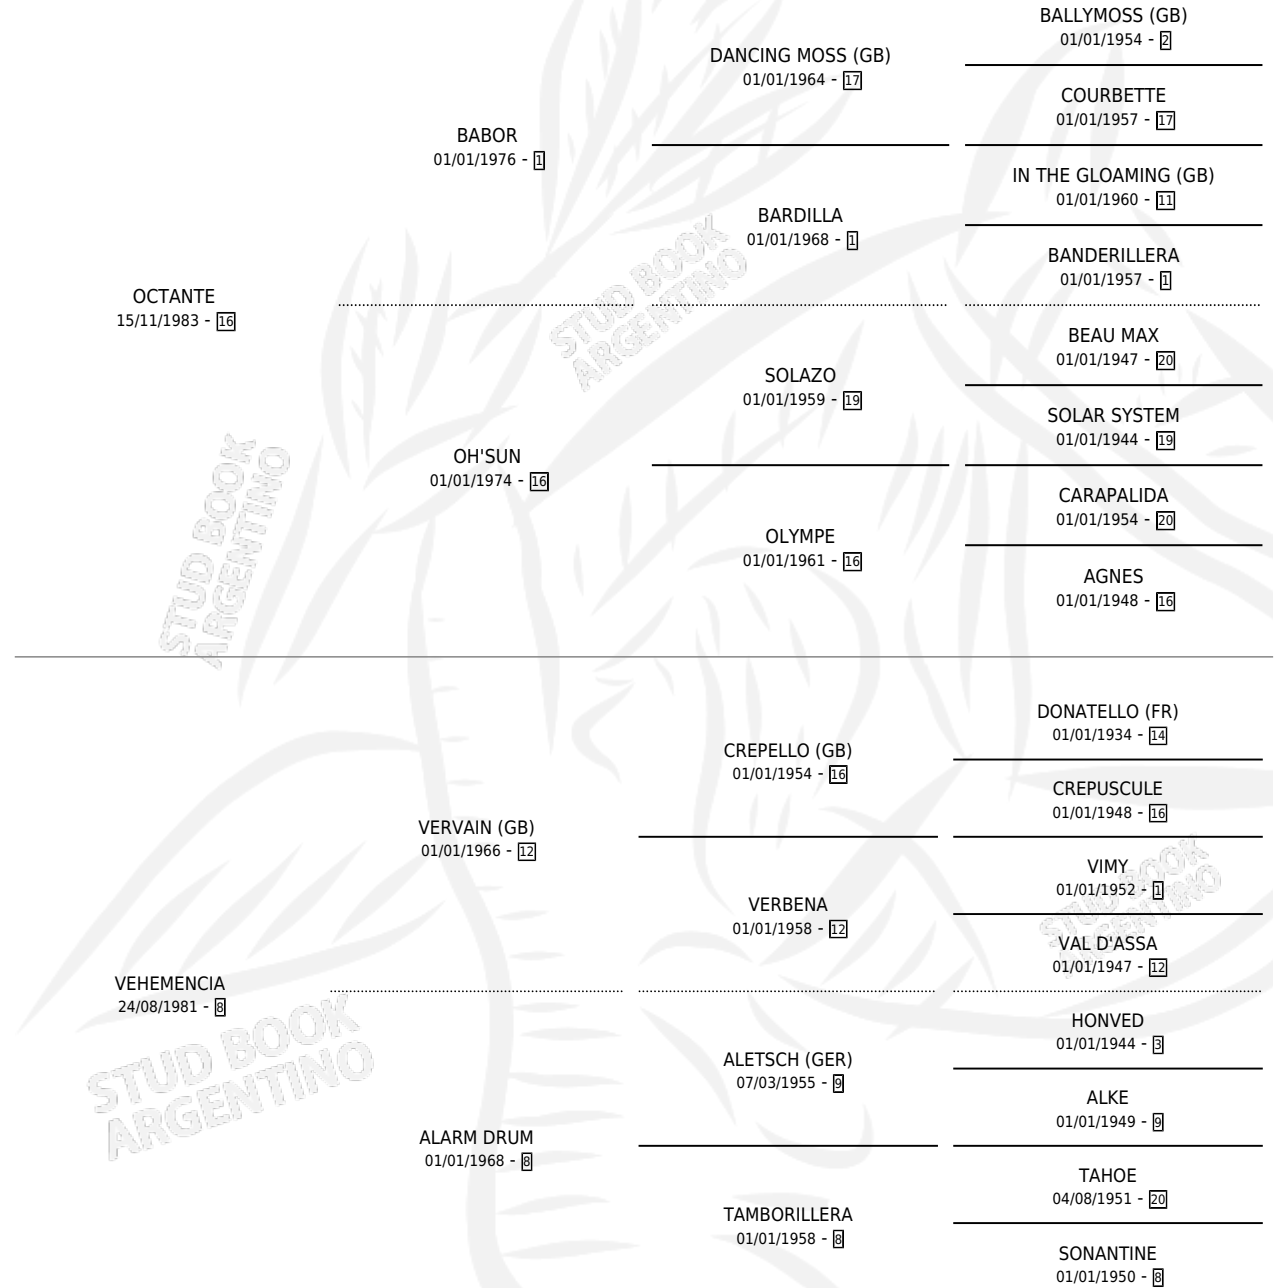 BALLYMOSS (GB)
01/01/1954 - 2
DANCING MOSS (GB)
01/01/1964 - 17
COURBETTE
01/01/1957 - 17
BABOR
01/01/1976 - 1
IN THE GLOAMING (GB)
01/01/1960 - 11
BARDILLA
01/01/1968 - 1
BANDERILLERA
01/01/1957 - 1
OCTANTE
15/11/1983 - 16
STUD BOOK
ARGENTINO
BEAU MAX
01/01/1947 - 20
SOLAZO
01/01/1959 - 19
SOLAR SYSTEM
01/01/1944 - 19
OH'SUN
01/01/1974 - 16
CARAPALIDA
01/01/1954 - 20
OLYMPE
01/01/1961 - 16
AGNES
01/01/1948 - 16
STUD BOOK
ARGENTINO
DONATELLO (FR)
01/01/1934 - 14
CREPELLO (GB)
01/01/1954 - 16
CREPUSCULE
01/01/1948 - 16
VERVAIN (GB)
01/01/1966 - 12
VIMY
01/01/1952 - 1
VERBENA
01/01/1958 - 12
VAL D'ASSA
01/01/1947 - 12
STUD BOOK
ARGENTINO
VEHEMENCIA
24/08/1981 - 8
HONVED
01/01/1944 - 3
ALETSCH (GER)
07/03/1955 - 9
ALKE
01/01/1949 - 9
STUD BOOK
ARGENTINO
ALARM DRUM
01/01/1968 - 8
TAHOE
04/08/1951 - 20
TAMBORILLERA
01/01/1958 - 8
SONANTINE
01/01/1950 - 8